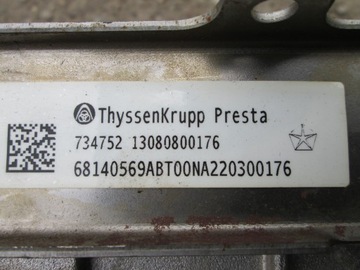 ThyssenKrupp Presta
734752 13080800176
68140569ABT00NA220300176